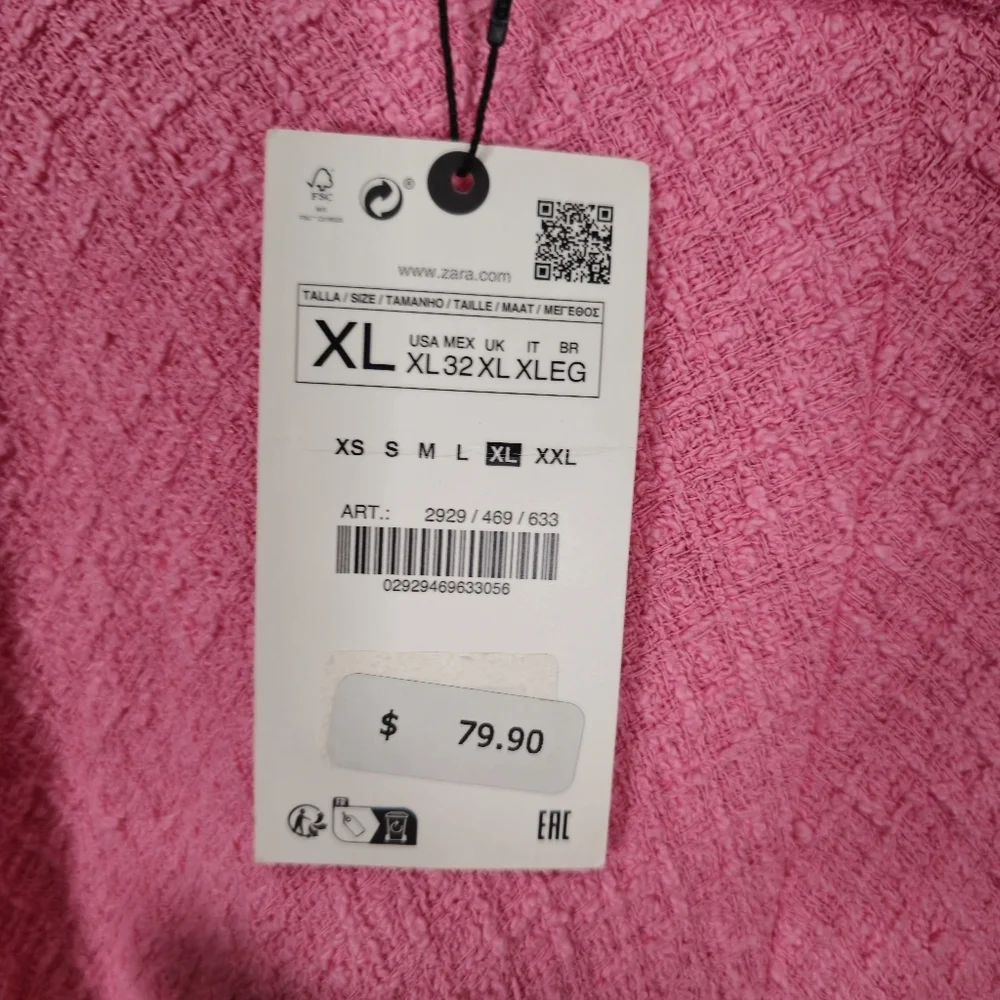 FSC
®
www.zara.com
TALLA / SIZE / TAMANHO / TAILLE / MAAT / ΜΕΓΕΘΟΣ
XL
USA MEX UK IT BR
XL 32 XL XL EG
XS S M L XL XXL
ART.: 2929 / 469 / 633
02929469633056
$ 79.90
FR
EAC